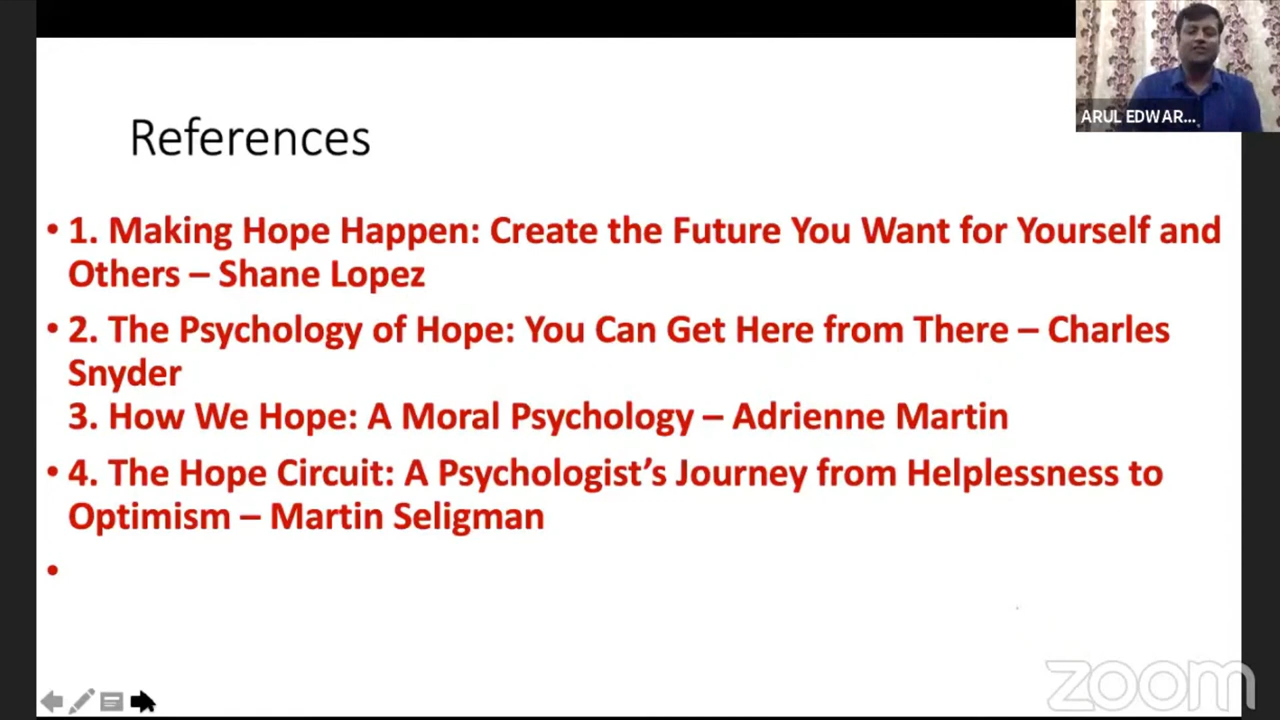 ARUL EDWAR...
References
• 1. Making Hope Happen: Create the Future You Want for Yourself and
Others – Shane Lopez
• 2. The Psychology of Hope: You Can Get Here from There – Charles
Snyder
3. How We Hope: A Moral Psychology – Adrienne Martin
• 4. The Hope Circuit: A Psychologist’s Journey from Helplessness to
Optimism – Martin Seligman
•
zoom